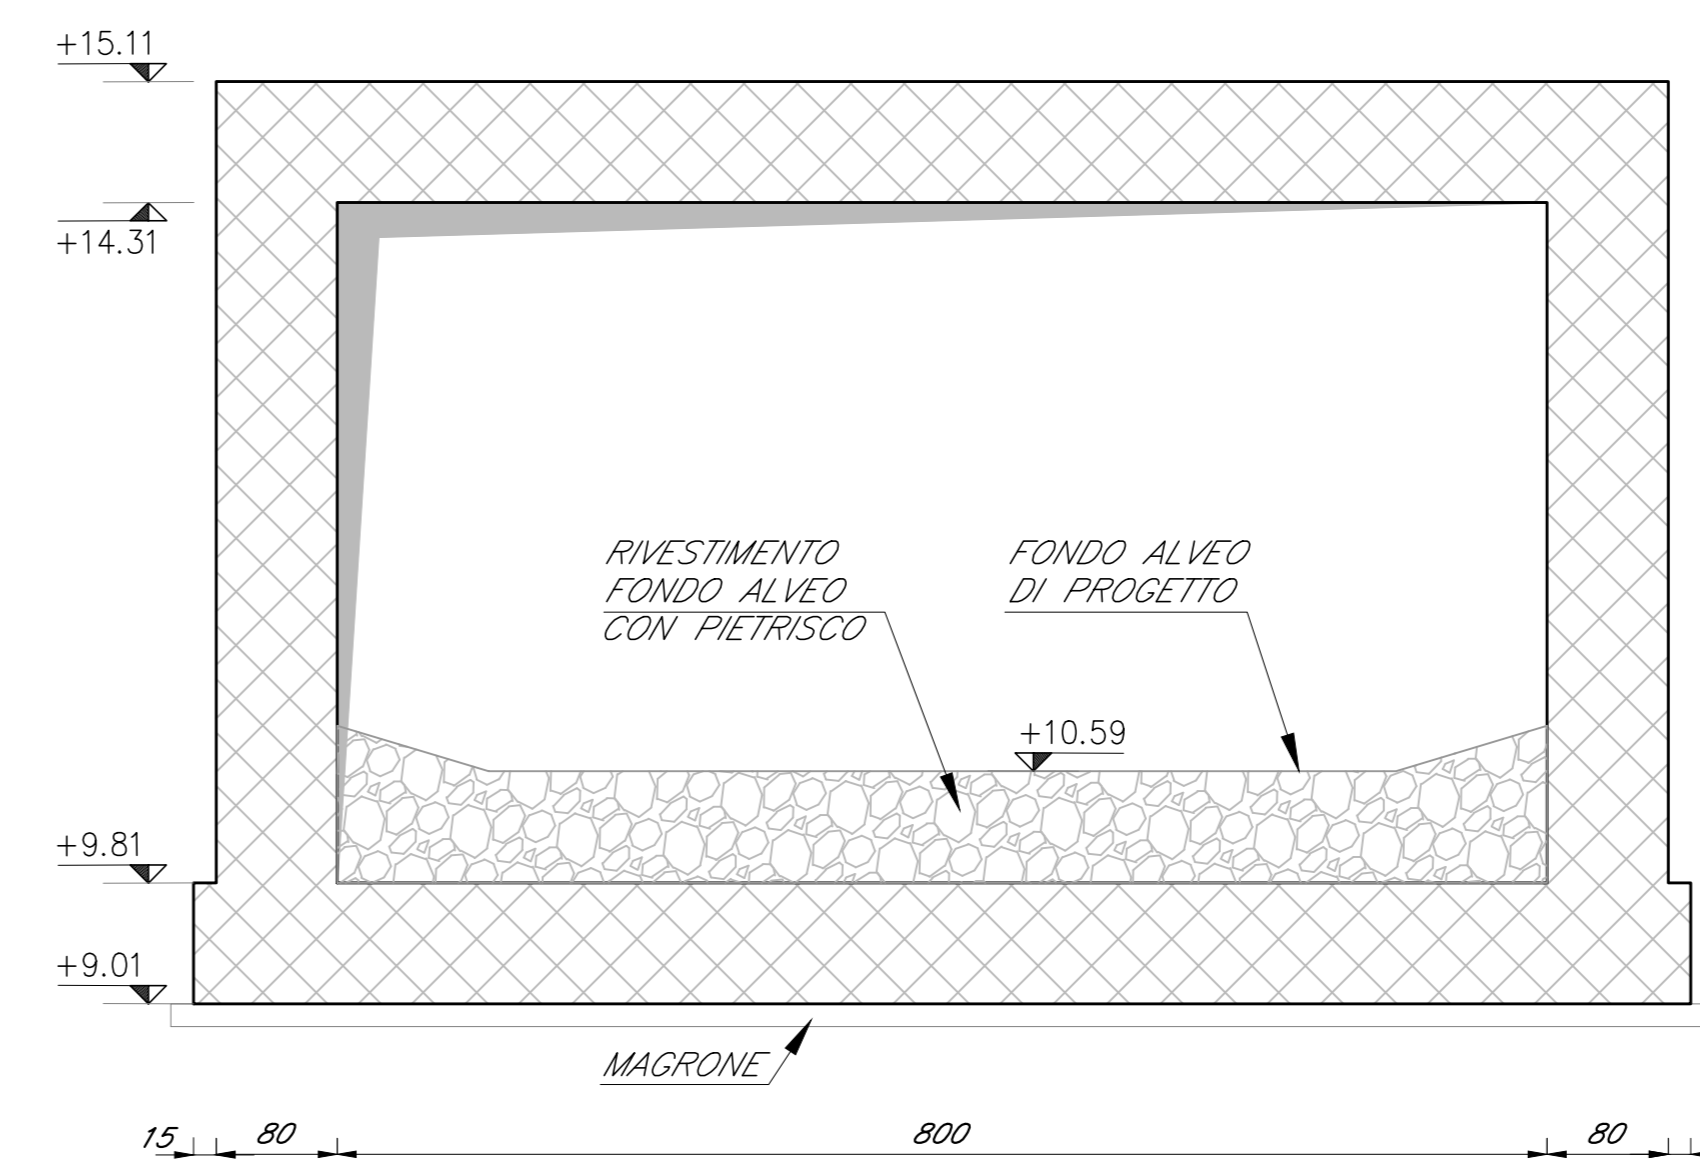 +15.11
+14.31
RIVESTIMENTO
FONDO ALVEO
CON PIETRISCO
FONDO ALVEO
DI PROGETTO
+10.59
+9.81
+9.01
MAGRONE
15 80 800 80